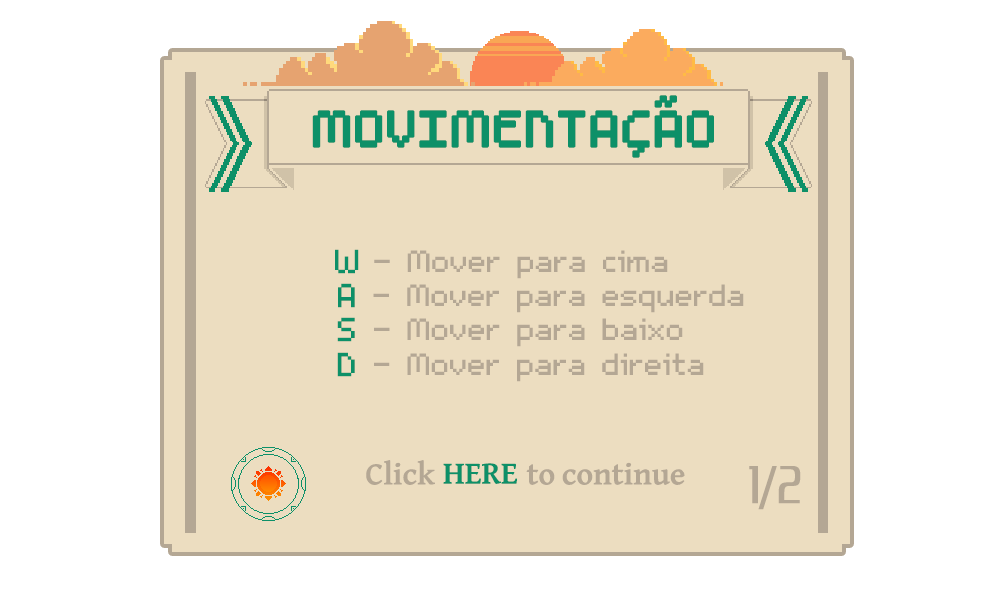 MOVIMENTAÇÃO
W - Mover para cima
A - Mover para esquerda
S - Mover para baixo
D - Mover para direita
Click HERE to continue
1/2